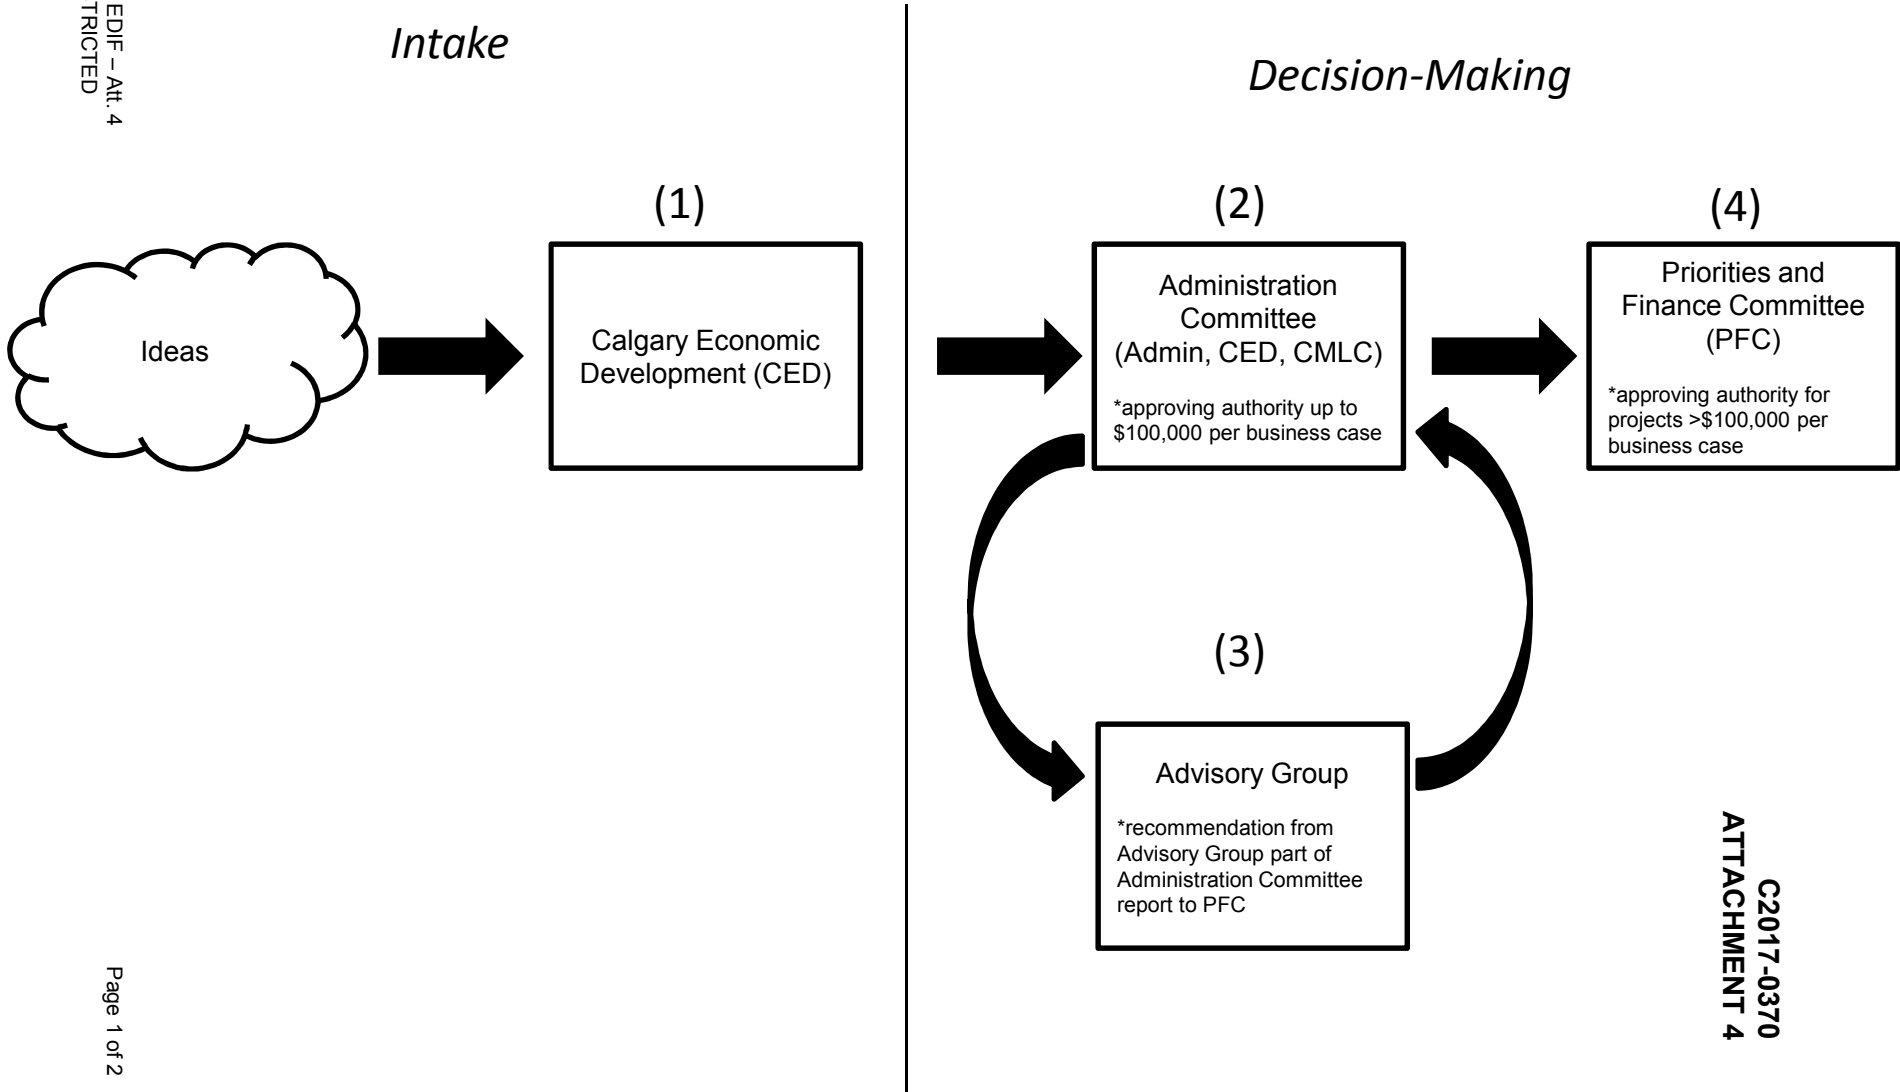 EDIF – Att. 4
TRICTED
Intake
Decision-Making
(1)
(2)
(4)
Ideas
Calgary Economic
Development (CED)
Administration
Committee
(Admin, CED, CMLC)
*approving authority up to
$100,000 per business case
Priorities and
Finance Committee
(PFC)
*approving authority for
projects >$100,000 per
business case
(3)
Advisory Group
*recommendation from
Advisory Group part of
Administration Committee
report to PFC
C2017-0370
ATTACHMENT 4
Page 1 of 2